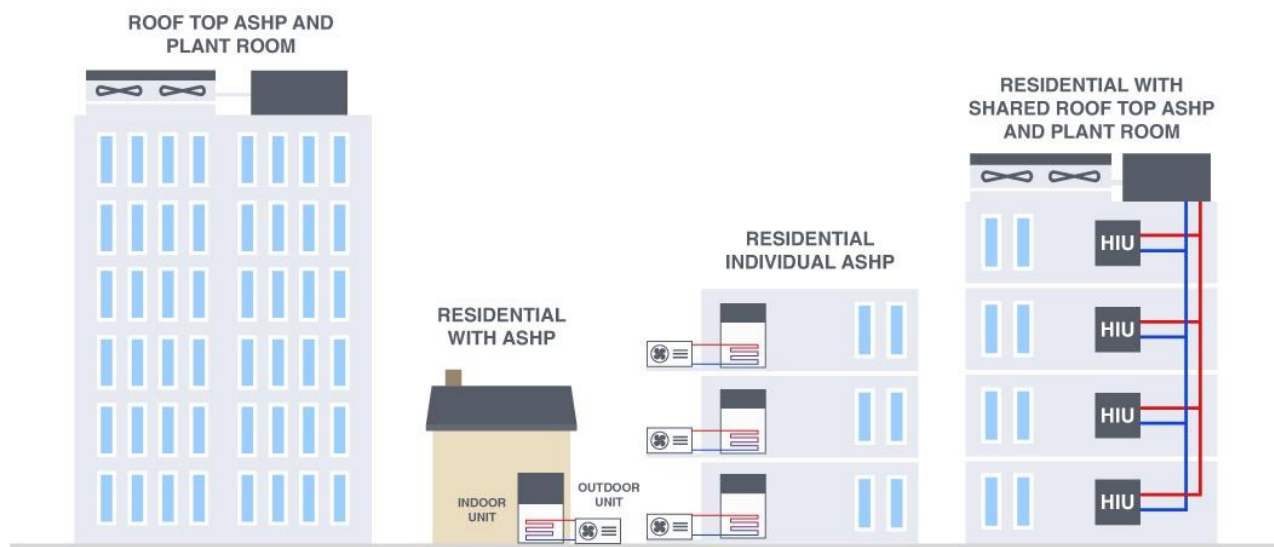 ROOF TOP ASHP AND
PLANT ROOM
RESIDENTIAL
WITH ASHP
INDOOR
UNIT
OUTDOOR
UNIT
RESIDENTIAL
INDIVIDUAL ASHP
RESIDENTIAL WITH
SHARED ROOF TOP ASHP
AND PLANT ROOM
HIU
HIU
HIU
HIU